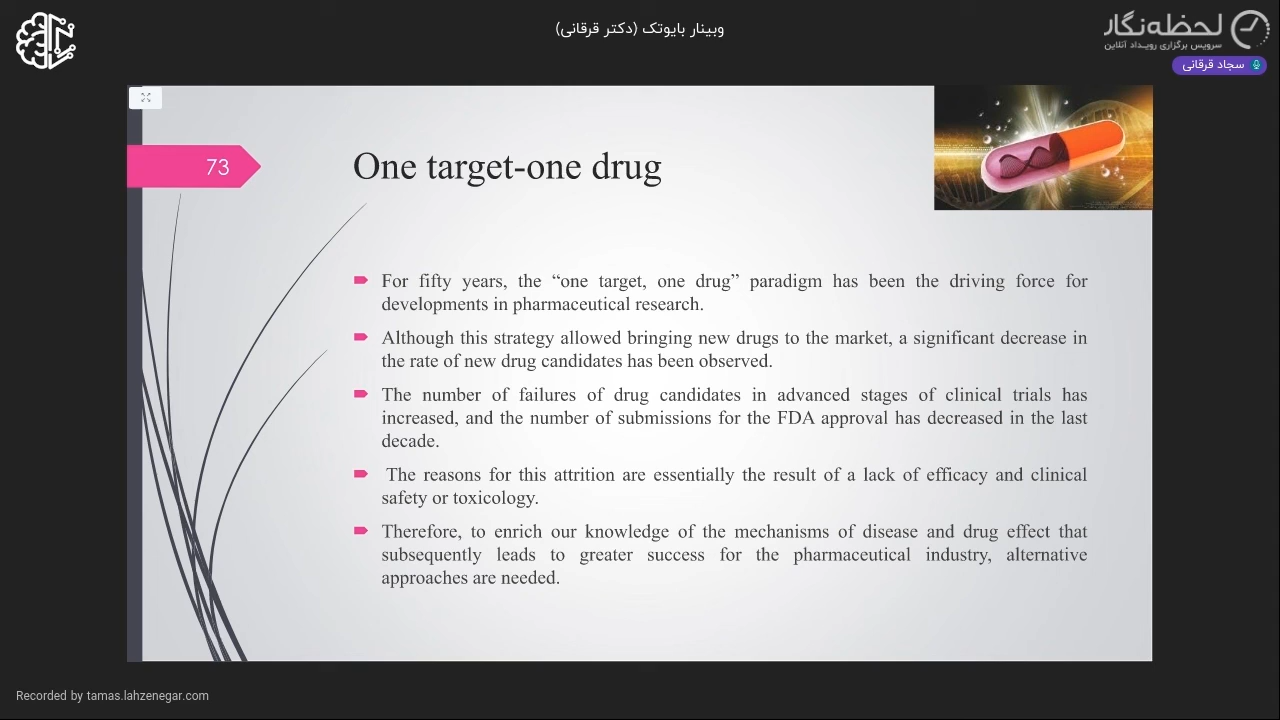 وبینار بایوتک (دکتر قرقانی)
لحظه‌نگار
سرویس برگزاری رویداد آنلاین
سجاد قرقانی
73
One target-one drug
For fifty years, the “one target, one drug” paradigm has been the driving force for
developments in pharmaceutical research.
Although this strategy allowed bringing new drugs to the market, a significant decrease in
the rate of new drug candidates has been observed.
The number of failures of drug candidates in advanced stages of clinical trials has
increased, and the number of submissions for the FDA approval has decreased in the last
decade.
The reasons for this attrition are essentially the result of a lack of efficacy and clinical
safety or toxicology.
Therefore, to enrich our knowledge of the mechanisms of disease and drug effect that
subsequently leads to greater success for the pharmaceutical industry, alternative
approaches are needed.
Recorded by tamas.lahzenegar.com